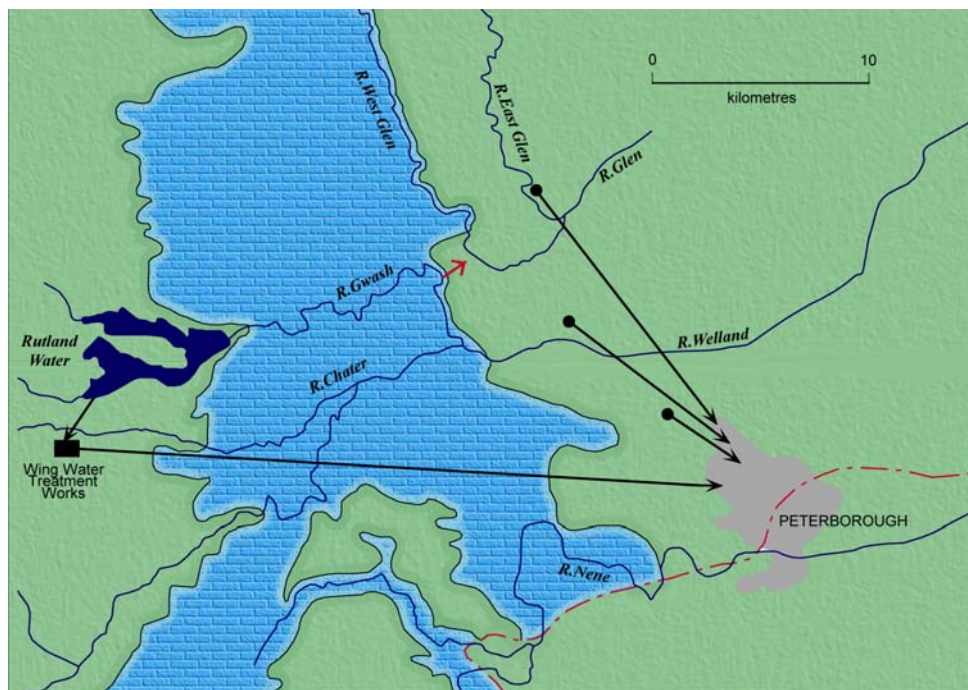 0 10
kilometres
R.West Glen
R.East Glen
R.Glen
R.Gwash
Rutland
Water
R.Welland
R.Chater
Wing Water
Treatment
Works
PETERBOROUGH
R.Nene